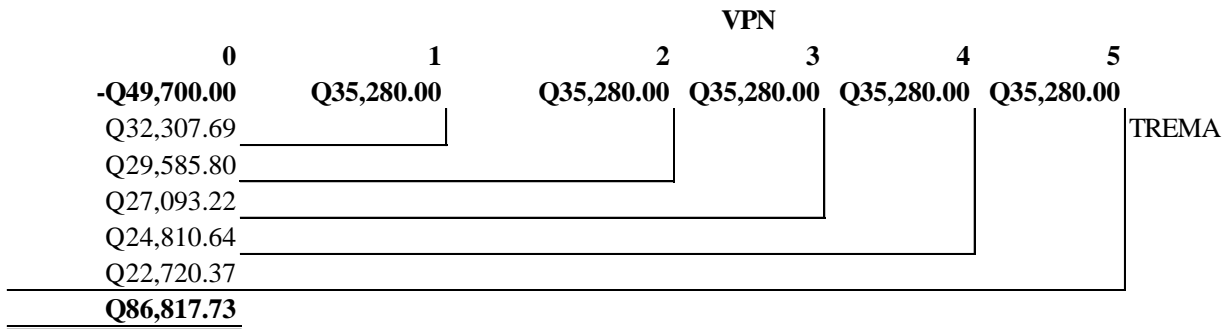 VPN
0 1 2 3 4 5
-Q49,700.00 Q35,280.00 Q35,280.00 Q35,280.00 Q35,280.00 Q35,280.00
Q32,307.69 TREMA
Q29,585.80
Q27,093.22
Q24,810.64
Q22,720.37
Q86,817.73